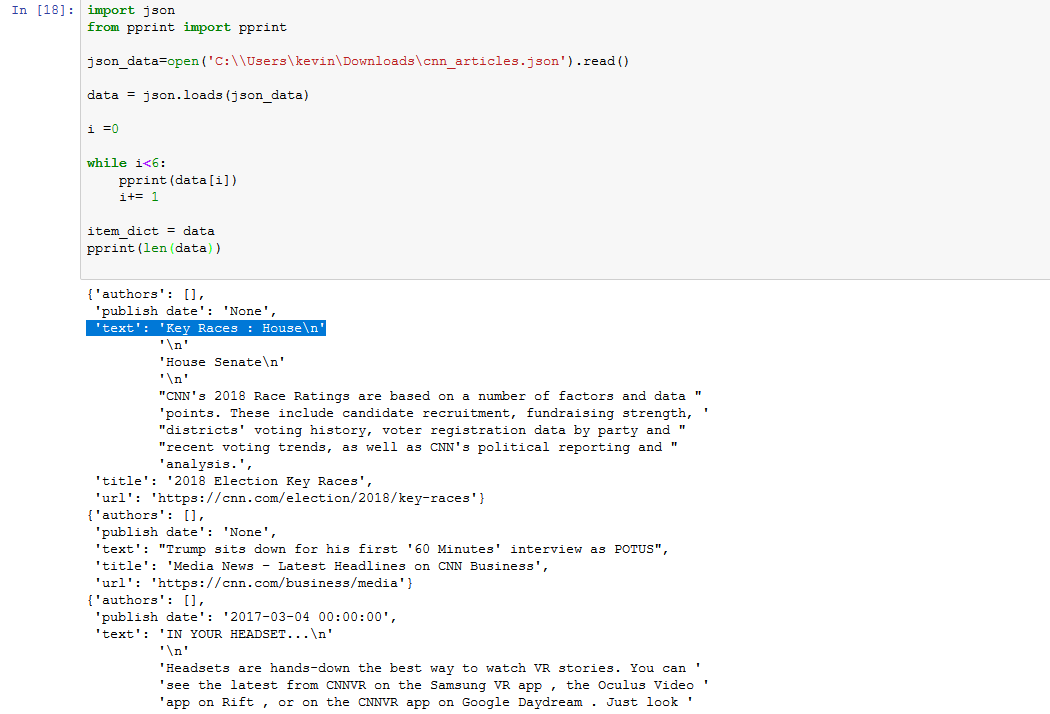 In [18]: import json
from pprint import pprint
json_data=open('C:\\Users\kevin\Downloads\cnn_articles.json').read()
data = json.loads(json_data)
i =0
while i<6:
    pprint(data[i])
    i+= 1
item_dict = data
pprint(len(data))
{'authors': [],
 'publish date': 'None',
 'text': 'Key Races : House\n'
         '\n'
         'House Senate\n'
         '\n'
         "CNN's 2018 Race Ratings are based on a number of factors and data "
         'points. These include candidate recruitment, fundraising strength, '
         "districts' voting history, voter registration data by party and "
         "recent voting trends, as well as CNN's political reporting and "
         'analysis.',
 'title': '2018 Election Key Races',
 'url': 'https://cnn.com/election/2018/key-races'}
{'authors': [],
 'publish date': 'None',
 'text': "Trump sits down for his first '60 Minutes' interview as POTUS",
 'title': 'Media News - Latest Headlines on CNN Business',
 'url': 'https://cnn.com/business/media'}
{'authors': [],
 'publish date': '2017-03-04 00:00:00',
 'text': 'IN YOUR HEADSET...\n'
         '\n'
         'Headsets are hands-down the best way to watch VR stories. You can '
         'see the latest from CNNVR on the Samsung VR app , the Oculus Video '
         'app on Rift , or on the CNNVR app on Google Daydream . Just look '